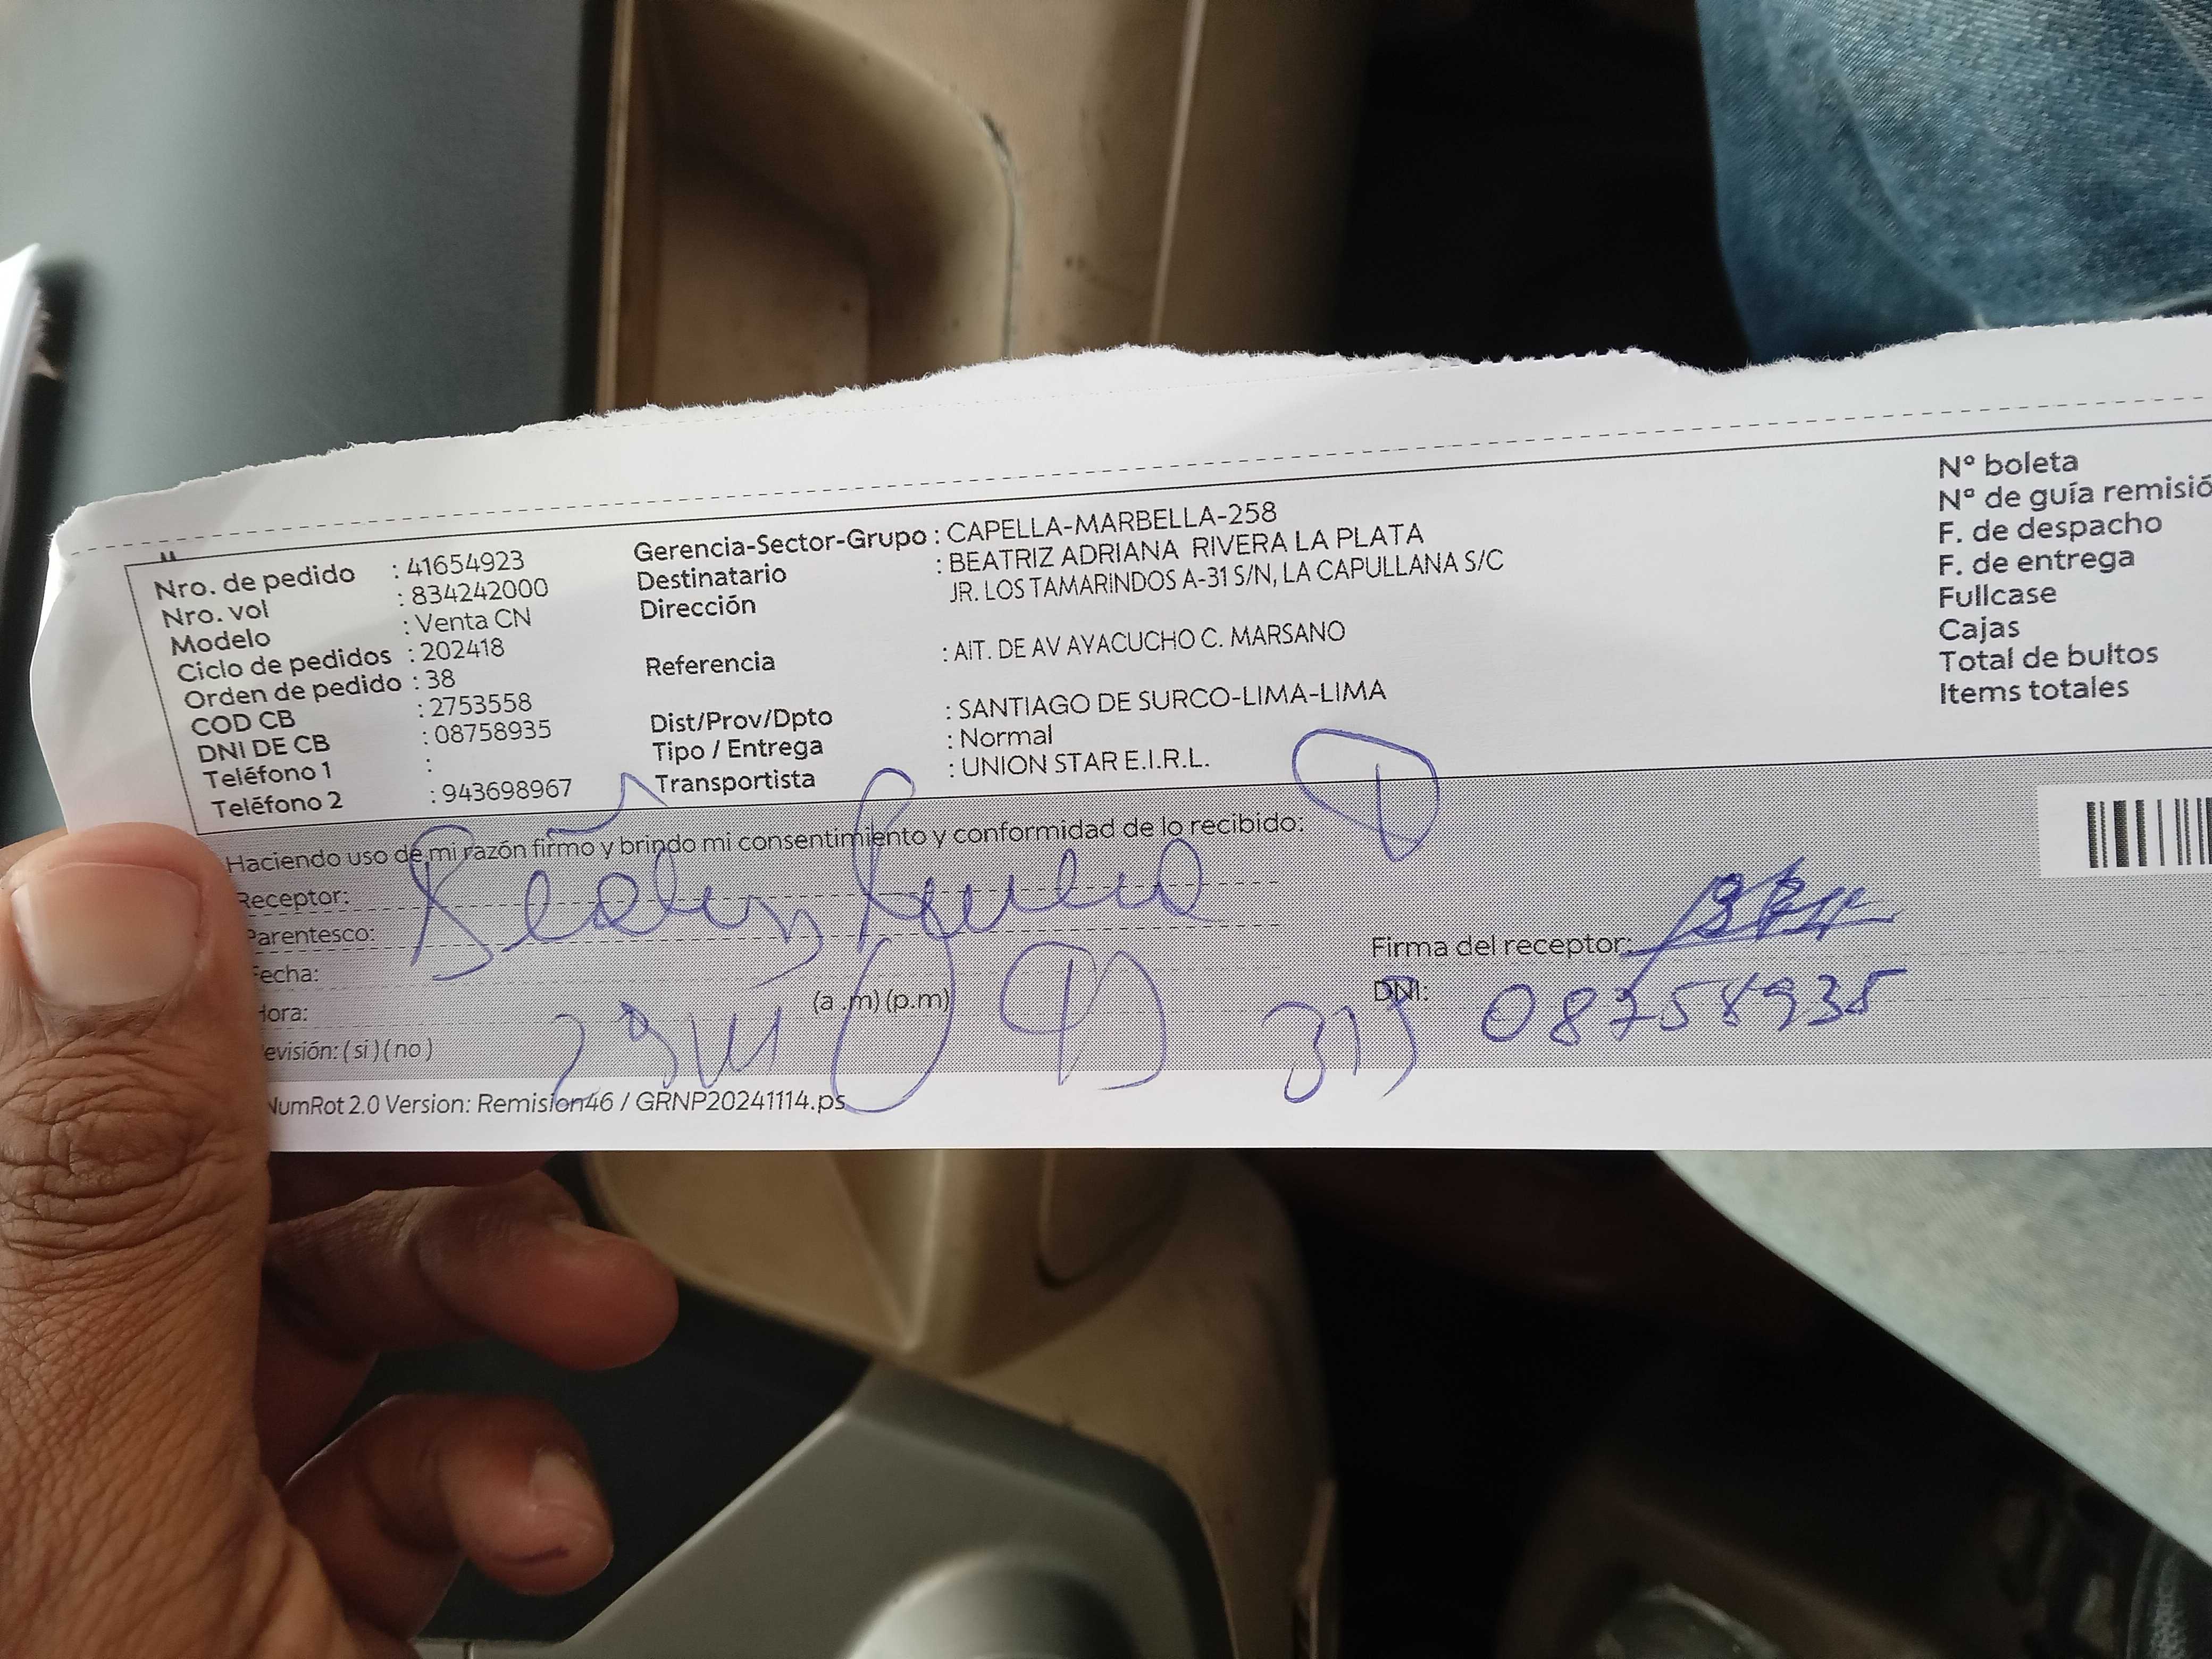 Nro. de pedido : 41654923
Nro. vol : 834242000
Modelo : Venta CN
Ciclo de pedidos : 202418
Orden de pedido : 38
COD CB : 2753558
DNI DE CB : 08758935
Teléfono 1 :
Teléfono 2 : 943698967
Gerencia-Sector-Grupo : CAPELLA-MARBELLA-258
Destinatario : BEATRIZ ADRIANA RIVERA LA PLATA
Dirección JR. LOS TAMARINDOS A-31 S/N, LA CAPULLANA S/C
Referencia : AIT. DE AV AYACUCHO C. MARSANO
Dist/Prov/Dpto : SANTIAGO DE SURCO-LIMA-LIMA
Tipo / Entrega : Normal
Transportista : UNION STAR E.I.R.L.
Nº boleta
Nº de guía remisió
F. de despacho
F. de entrega
Fullcase
Cajas
Total de bultos
Items totales
Haciendo uso de mi razón firmo y brindo mi consentimiento y conformidad de lo recibido:
Receptor: Beatriz
Parentesco:
Fecha:
Hora: (a .m) (p.m)
evisión: ( si ) ( no )
Firma del receptor:
DNI: 08758935
NumRot 2.0 Version: Remision46 / GRNP20241114.ps